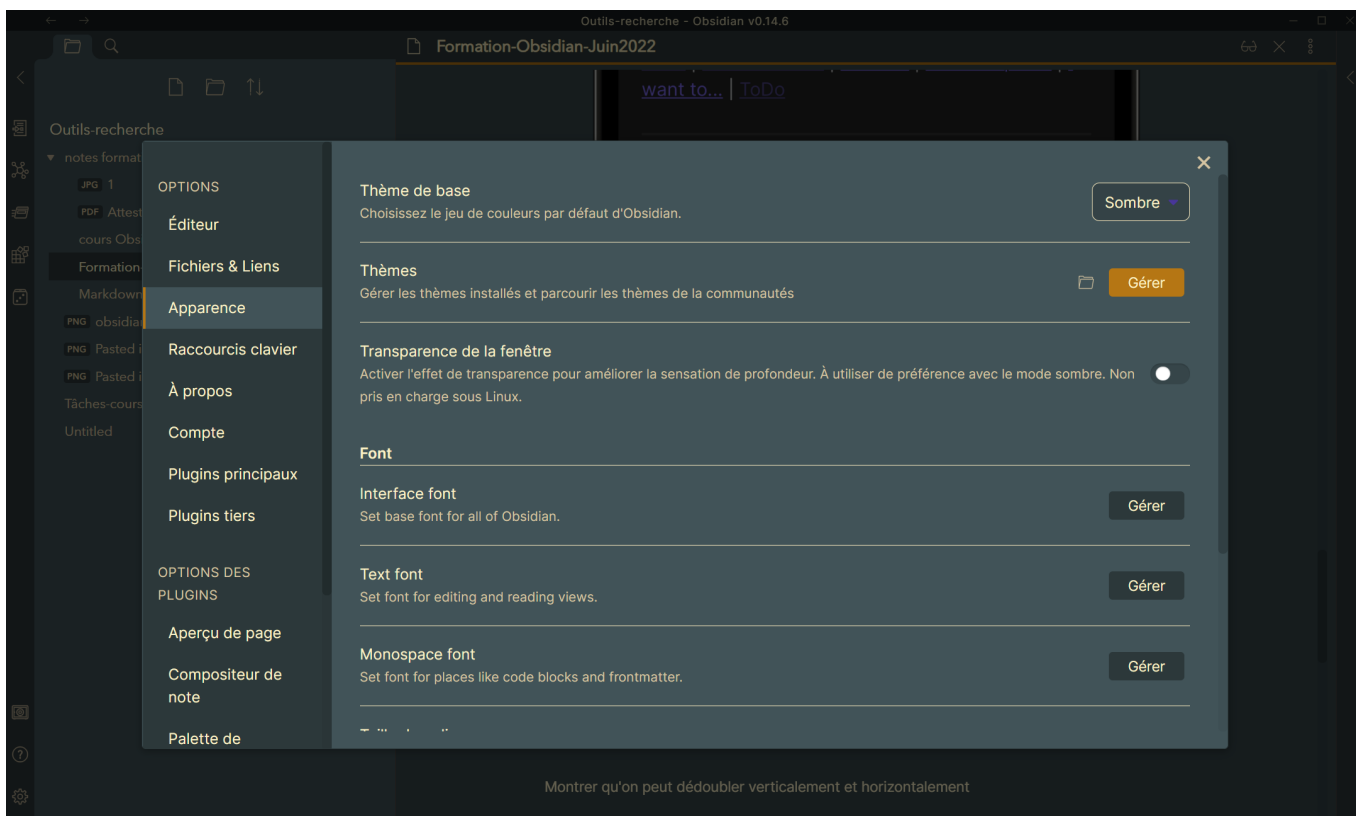 Outils-recherche - Obsidian v0.14.6
Formation-Obsidian-Juin2022
want to... | ToDo
Outils-recherche
notes format
JPG 1
PDF Attest
cours Obs
Formation-
Markdown
PNG obsidia
PNG Pasted i
PNG Pasted i
Tâches-cours
Untitled
OPTIONS
Éditeur
Fichiers & Liens
Apparence
Raccourcis clavier
À propos
Compte
Plugins principaux
Plugins tiers
OPTIONS DES
PLUGINS
Aperçu de page
Compositeur de
note
Palette de
Thème de base
Choisissez le jeu de couleurs par défaut d'Obsidian.
Sombre
Thèmes
Gérer les thèmes installés et parcourir les thèmes de la communautés
Gérer
Transparence de la fenêtre
Activer l'effet de transparence pour améliorer la sensation de profondeur. À utiliser de préférence avec le mode sombre. Non
pris en charge sous Linux.
Font
Interface font
Set base font for all of Obsidian.
Gérer
Text font
Set font for editing and reading views.
Gérer
Monospace font
Set font for places like code blocks and frontmatter.
Gérer
Montrer qu'on peut dédoubler verticalement et horizontalement